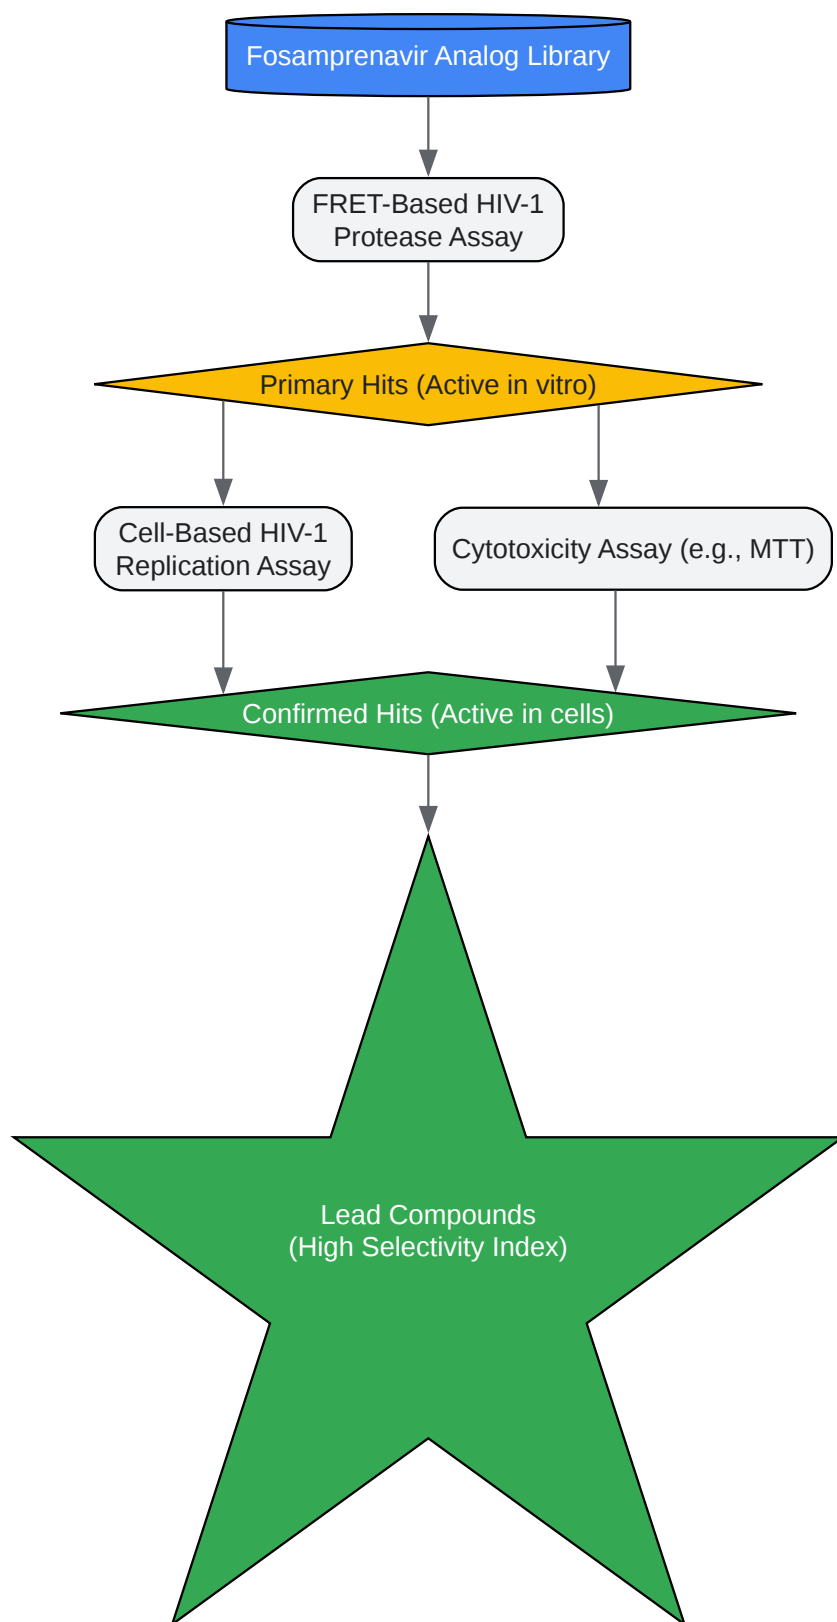 Fosamprenavir Analog Library
FRET-Based HIV-1
Protease Assay
Primary Hits (Active in vitro)
Cell-Based HIV-1
Replication Assay
Cytotoxicity Assay (e.g., MTT)
Confirmed Hits (Active in cells)
Lead Compounds
(High Selectivity Index)